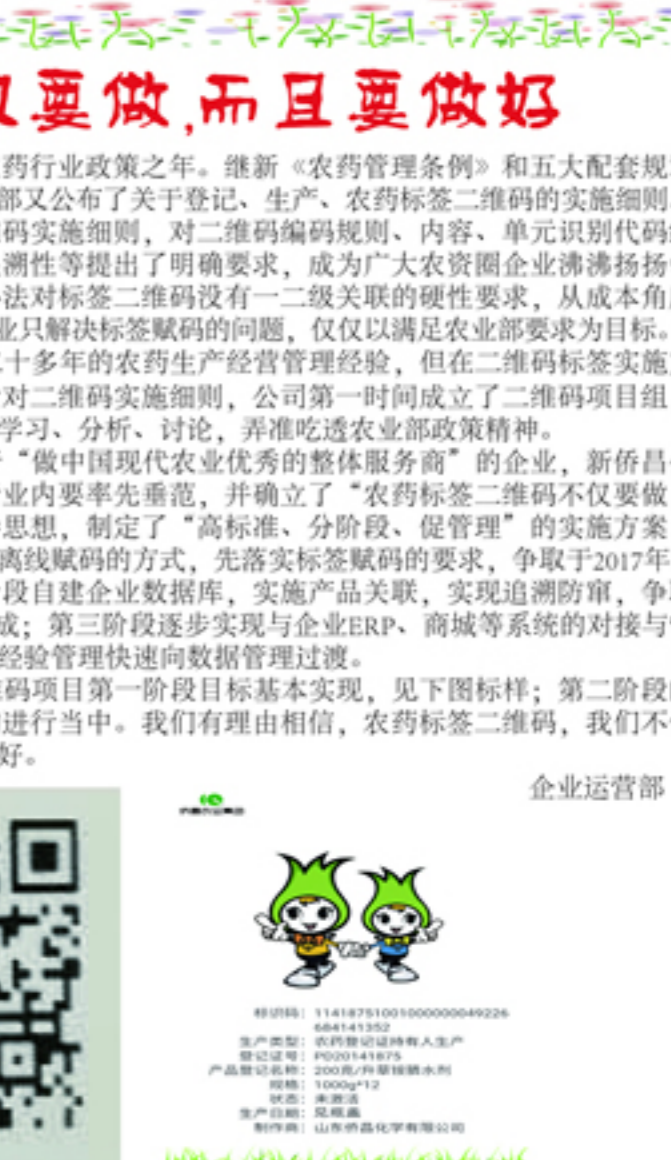 要做,而且要做好
药行业政策之年。继新《农药管理条例》和五大配套规
部又公布了关于登记、生产、农药标签二维码的实施细则
码实施细则，对二维码编码规则、内容、单元识别代码
溯性等提出了明确要求，成为广大农资圈企业沸沸扬扬
法对标签二维码没有一二级关联的硬性要求，从成本角
业只解决标签赋码的问题，仅仅以满足农业部要求为目标。
十多年的农药生产经营管理经验，但在二维码标签实施
对二维码实施细则，公司第一时间成立了二维码项目组
学习、分析、讨论，弄准吃透农业部政策精神。
“做中国现代农业优秀的整体服务商”的企业，新侨昌
业内要率先垂范，并确立了“农药标签二维码不仅要做
思想，制定了“高标准、分阶段、促管理”的实施方案
离线赋码的方式，先落实标签赋码的要求，争取于2017年
段自建企业数据库，实施产品关联，实现追溯防窜，争
成；第三阶段逐步实现与企业ERP、商城等系统的对接与
经验管理快速向数据管理过渡。
码项目第一阶段目标基本实现，见下图标样；第二阶段
进行当中。我们有理由相信，农药标签二维码，我们不
好。
企业运营部
标识码：11418751001000000049226
684141352
生产类型：农药登记证持有人生产
登记证号：PD20141875
产品登记名称：200克/升草铵膦水剂
规格：1000g*12
状态：未激活
生产日期：见瓶盖
制作商：山东侨昌化学有限公司